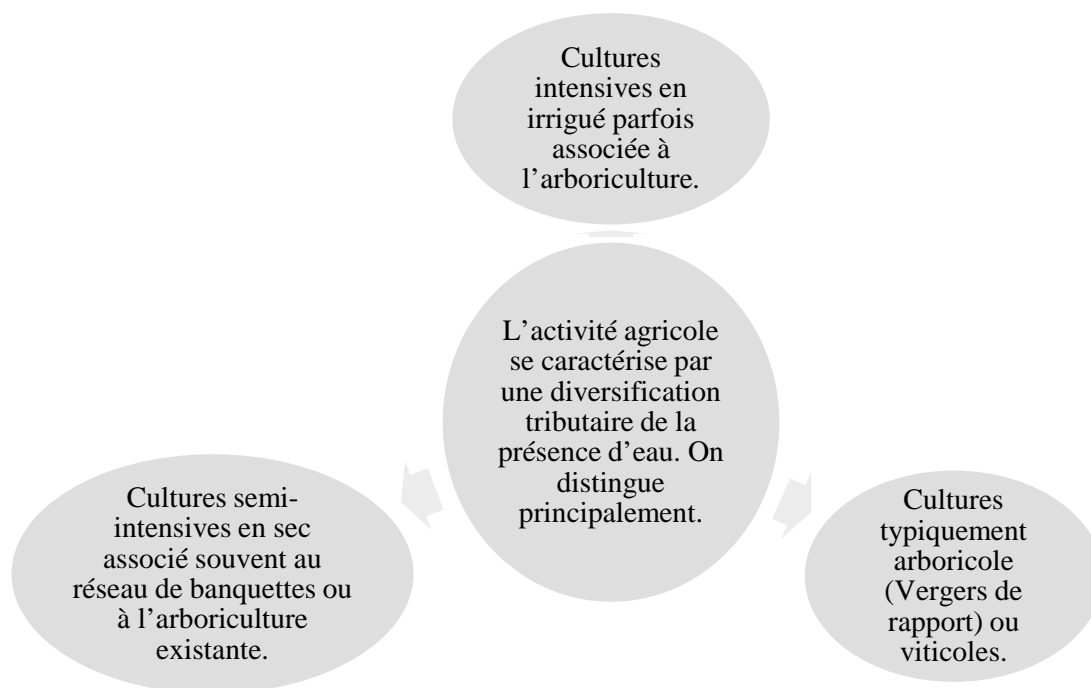 Cultures
intensives en
irrigué parfois
associée à
l’arboriculture.
L’activité agricole
se caractérise par
une diversification
tributaire de la
présence d’eau. On
distingue
principalement.
Cultures semi-
intensives en sec
associé souvent au
réseau de banquettes ou
à l’arboriculture
existante.
Cultures
typiquement
arboricole
(Vergers de
rapport) ou
viticoles.